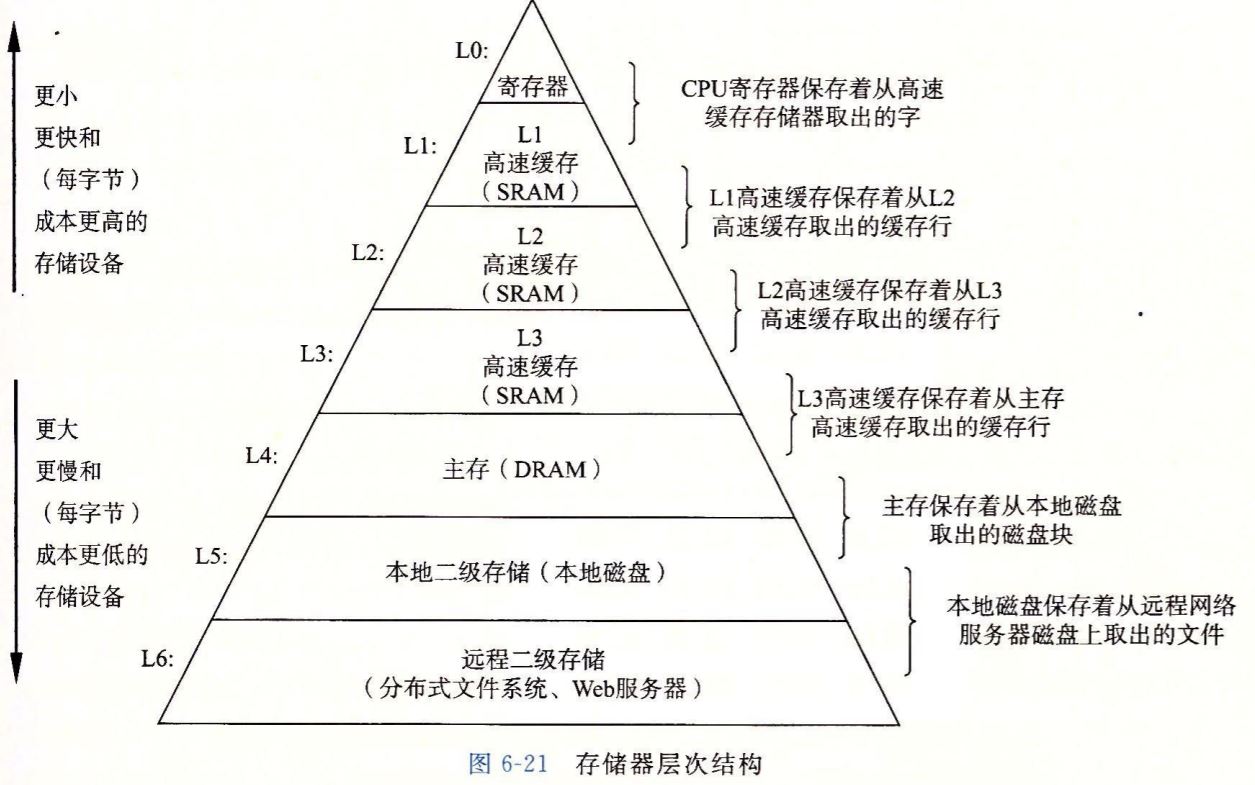 更小
更快和
（每字节）
成本更高的
存储设备
更大
更慢和
（每字节）
成本更低的
存储设备
L0:
寄存器
L1:
L1
高速缓存
（SRAM）
L2:
L2
高速缓存
（SRAM）
L3:
L3
高速缓存
（SRAM）
L4:
主存（DRAM）
L5:
本地二级存储（本地磁盘）
L6:
远程二级存储
（分布式文件系统、Web服务器）
CPU寄存器保存着从高速
缓存存储器取出的字
L1高速缓存保存着从L2
高速缓存取出的缓存行
L2高速缓存保存着从L3
高速缓存取出的缓存行
L3高速缓存保存着从主存
高速缓存取出的缓存行
主存保存着从本地磁盘
取出的磁盘块
本地磁盘保存着从远程网络
服务器磁盘上取出的文件
图 6-21 存储器层次结构